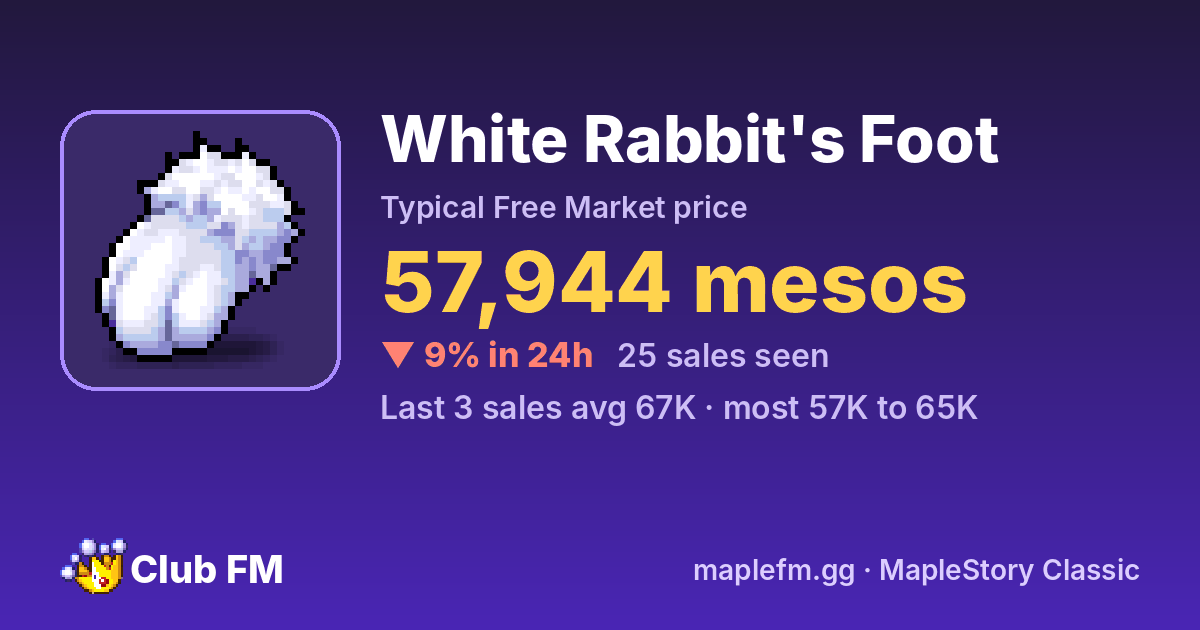 White Rabbit's Foot
Typical Free Market price
57,944 mesos
▼ 9% in 24h 25 sales seen
Last 3 sales avg 67K · most 57K to 65K
Club FM
maplefm.gg · MapleStory Classic